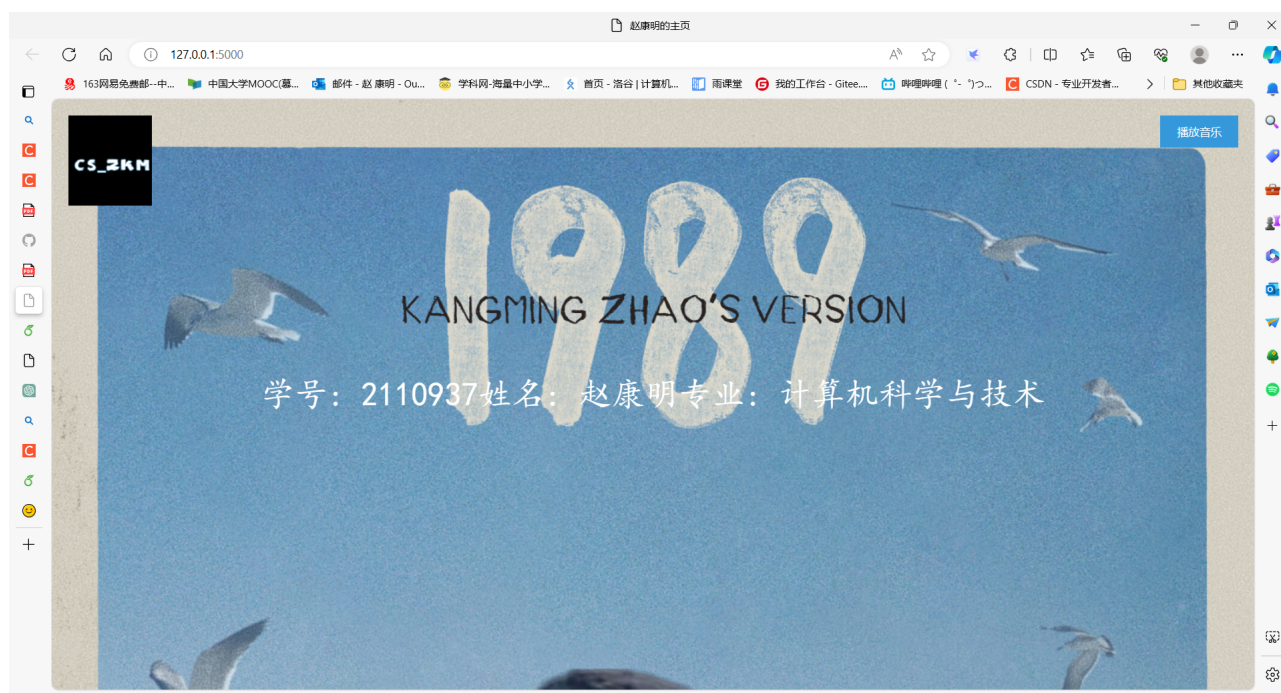 赵康明的主页
127.0.0.1:5000
163网易免费邮--中...
中国大学MOOC(慕...
邮件 - 赵 康明 - Ou...
学科网-海量中小学...
首页 - 洛谷 | 计算机...
雨课堂
我的工作台 - Gitee....
哔哩哔哩 ( ゜- ゜)つ...
CSDN - 专业开发者...
其他收藏夹
CS_ZKM
播放音乐
1989
KANGMING ZHAO'S VERSION
学号：2110937姓名：赵康明专业：计算机科学与技术